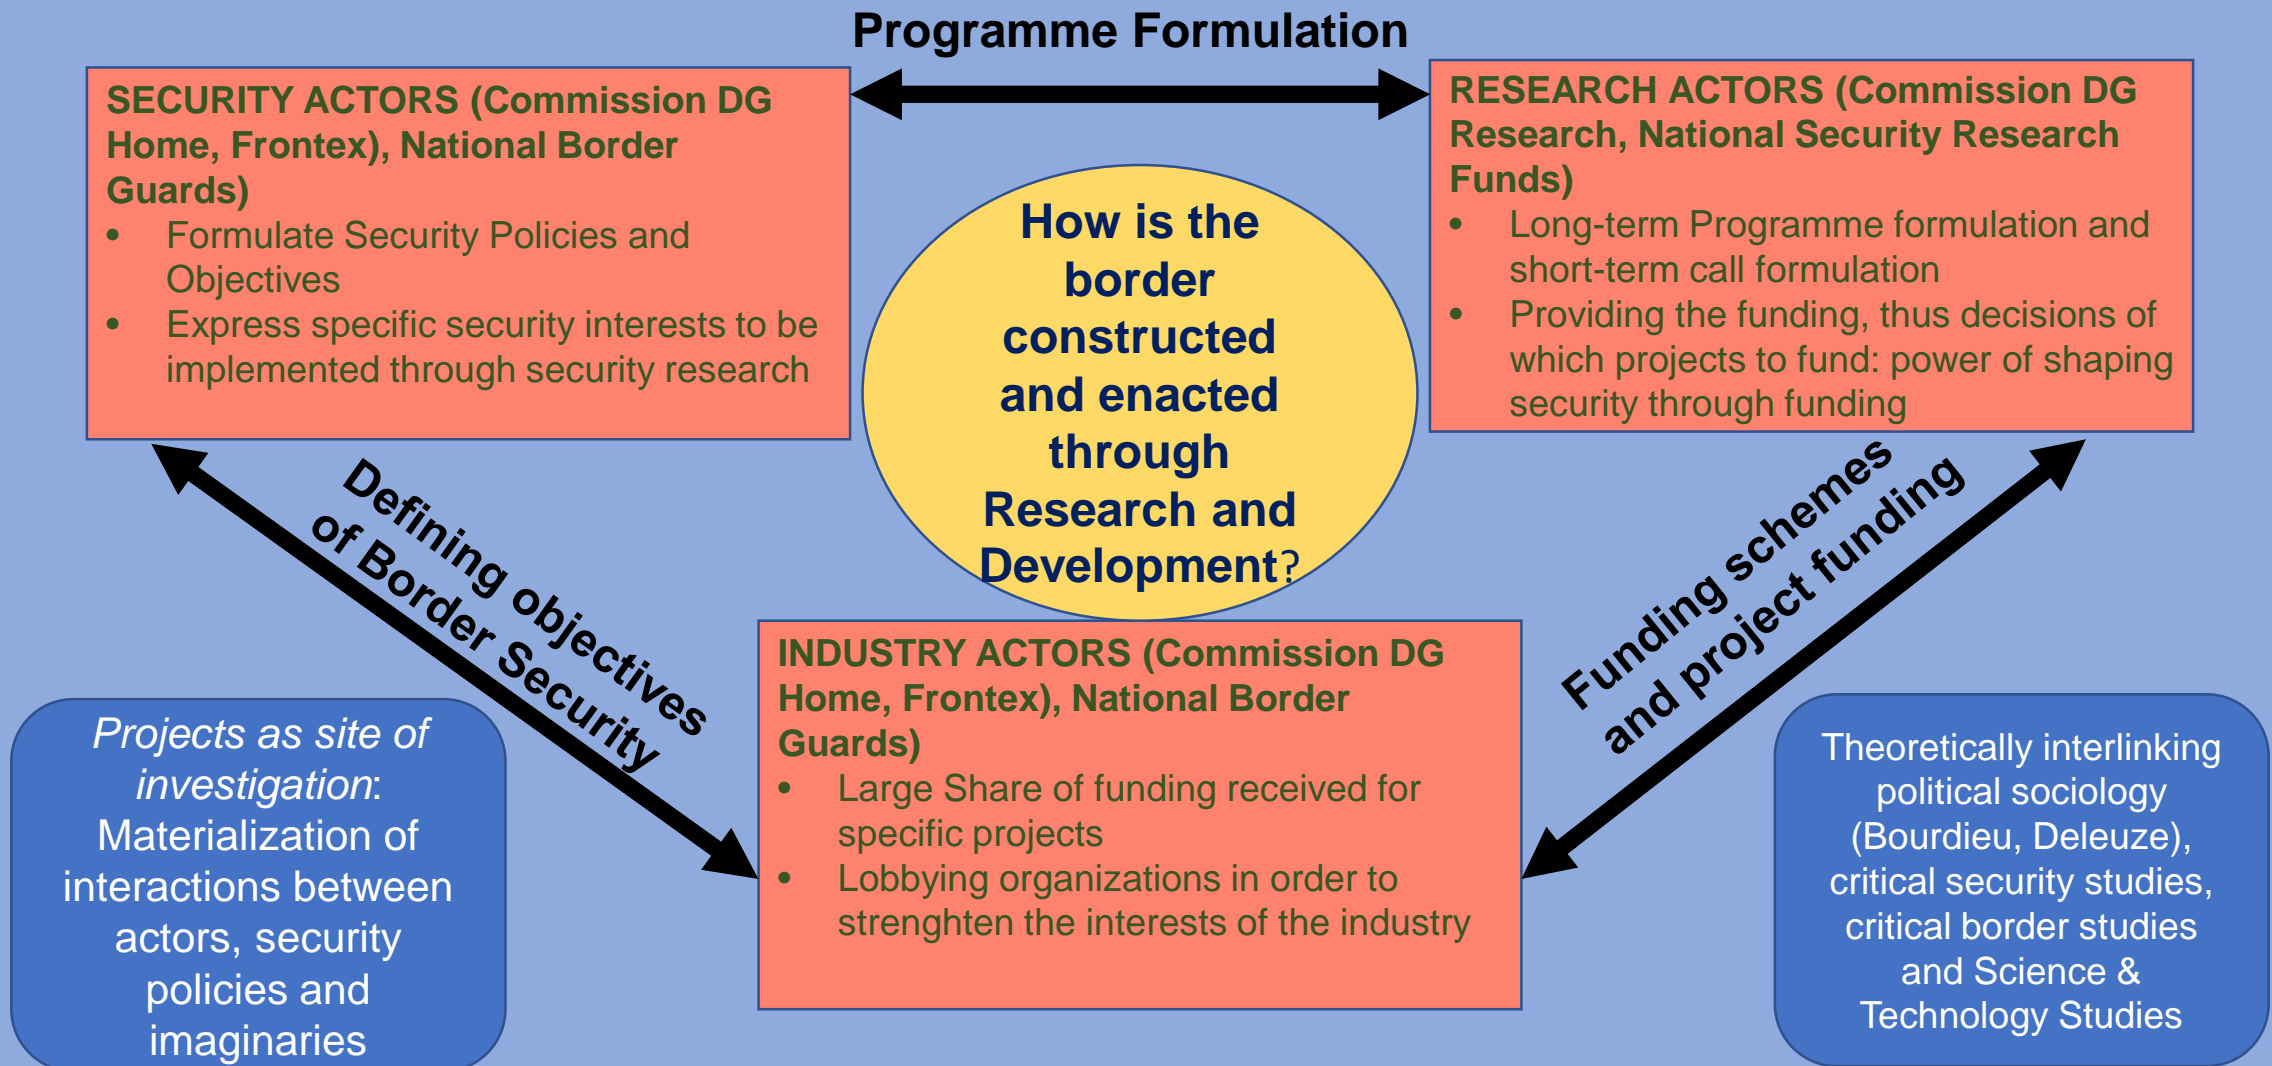 Programme Formulation
SECURITY ACTORS (Commission DG
Home, Frontex), National Border
Guards)
• Formulate Security Policies and
Objectives
• Express specific security interests to be
implemented through security research
RESEARCH ACTORS (Commission DG
Research, National Security Research
Funds)
• Long-term Programme formulation and
short-term call formulation
• Providing the funding, thus decisions of
which projects to fund: power of shaping
security through funding
How is the
border
constructed
and enacted
through
Research and
Development?
Defining objectives
of Border Security
Funding schemes
and project funding
INDUSTRY ACTORS (Commission DG
Home, Frontex), National Border
Guards)
• Large Share of funding received for
specific projects
• Lobbying organizations in order to
strenghten the interests of the industry
Projects as site of
investigation:
Materialization of
interactions between
actors, security
policies and
imaginaries
Theoretically interlinking
political sociology
(Bourdieu, Deleuze),
critical security studies,
critical border studies
and Science &
Technology Studies